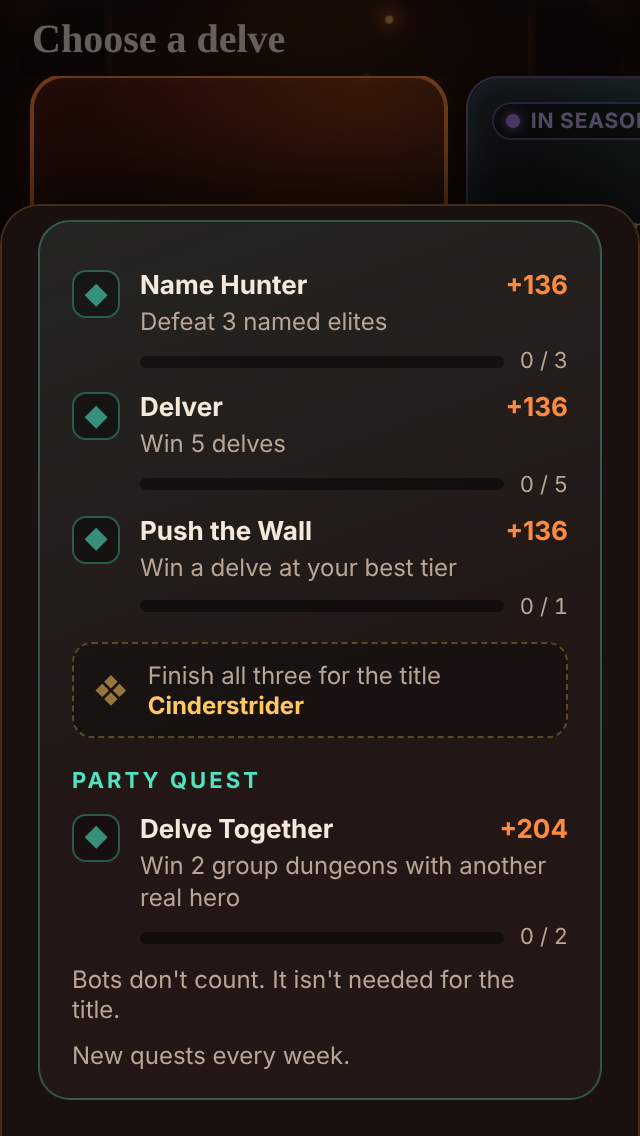 Choose a delve
IN SEASO
Name Hunter +136
Defeat 3 named elites
0 / 3
Delver +136
Win 5 delves
0 / 5
Push the Wall +136
Win a delve at your best tier
0 / 1
Finish all three for the title
Cinderstrider
PARTY QUEST
Delve Together +204
Win 2 group dungeons with another
real hero
0 / 2
Bots don't count. It isn't needed for the
title.
New quests every week.